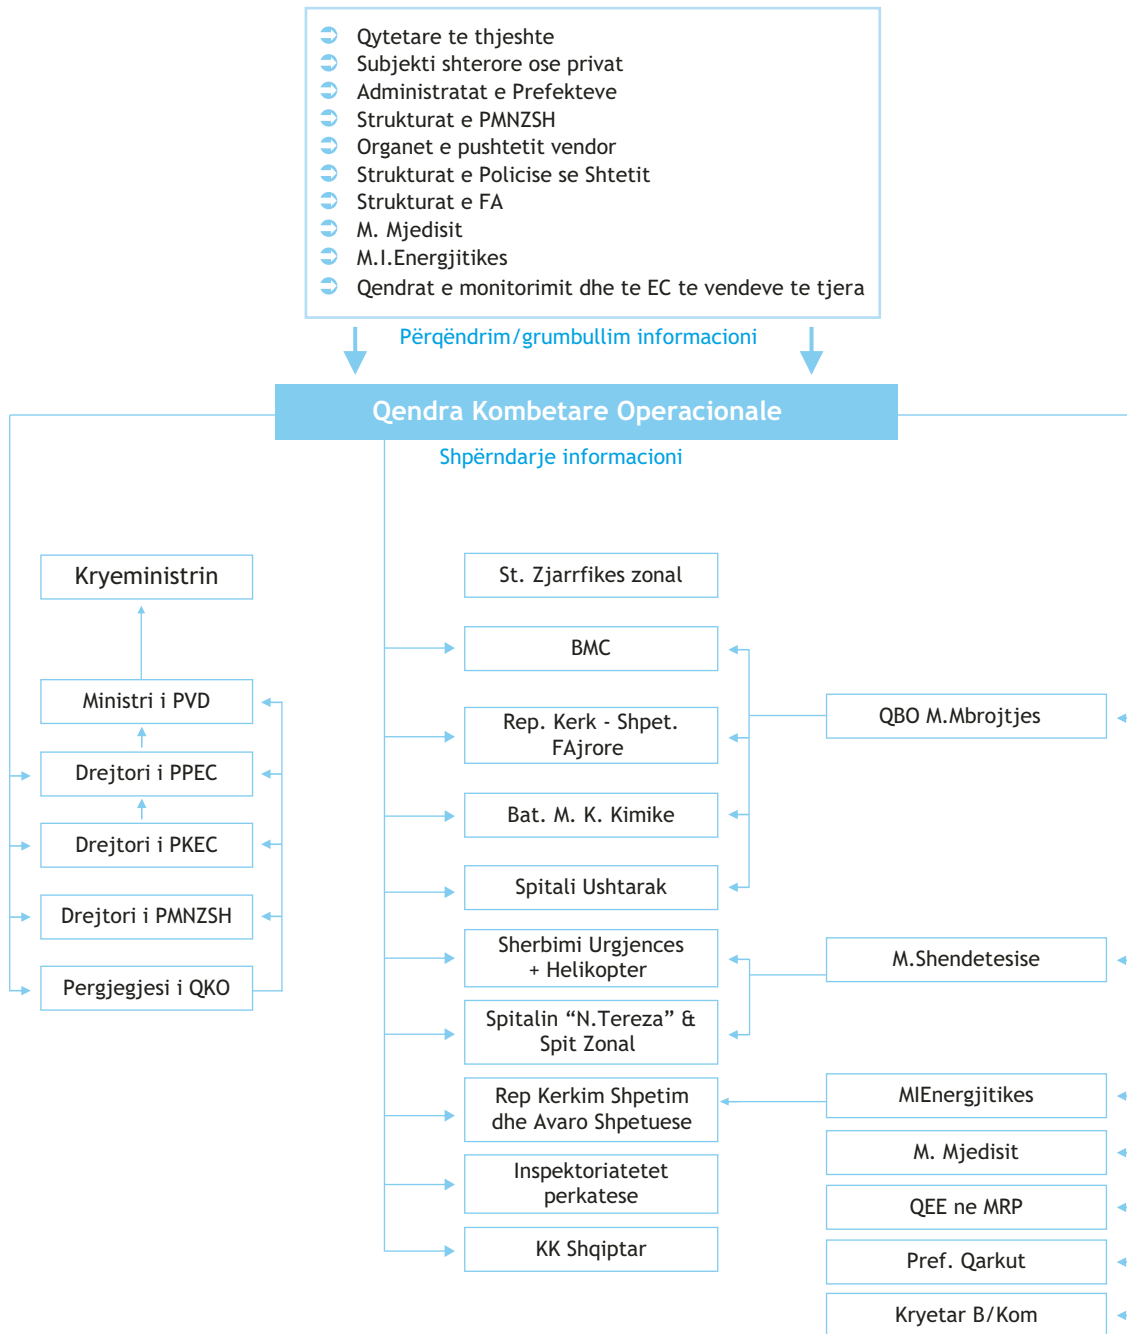 Qytetare te thjeshte
Subjekti shterore ose privat
Administratat e Prefekteve
Strukturat e PMNZSH
Organet e pushtetit vendor
Strukturat e Policise se Shtetit
Strukturat e FA
M. Mjedisit
M.I.Energjitikes
Qendrat e monitorimit dhe te EC te vendeve te tjera
Përqëndrim/grumbullim informacioni
Qendra Kombetare Operacionale
Shpërndarje informacioni
Kryeministrin
Ministri i PVD
Drejtori i PPEC
Drejtori i PKEC
Drejtori i PMNZSH
Pergjegjesi i QKO
St. Zjarrfikes zonal
BMC
Rep. Kerk - Shpet.
FAjrore
Bat. M. K. Kimike
Spitali Ushtarak
Sherbimi Urgjences
+ Helikopter
Spitalin “N.Tereza” &
Spit Zonal
Rep Kerkim Shpetim
dhe Avaro Shpetuese
Inspektoriatetet
perkatese
KK Shqiptar
QBO M.Mbrojtjes
M.Shendetesise
MIEnergjitikes
M. Mjedisit
QEE ne MRP
Pref. Qarkut
Kryetar B/Kom